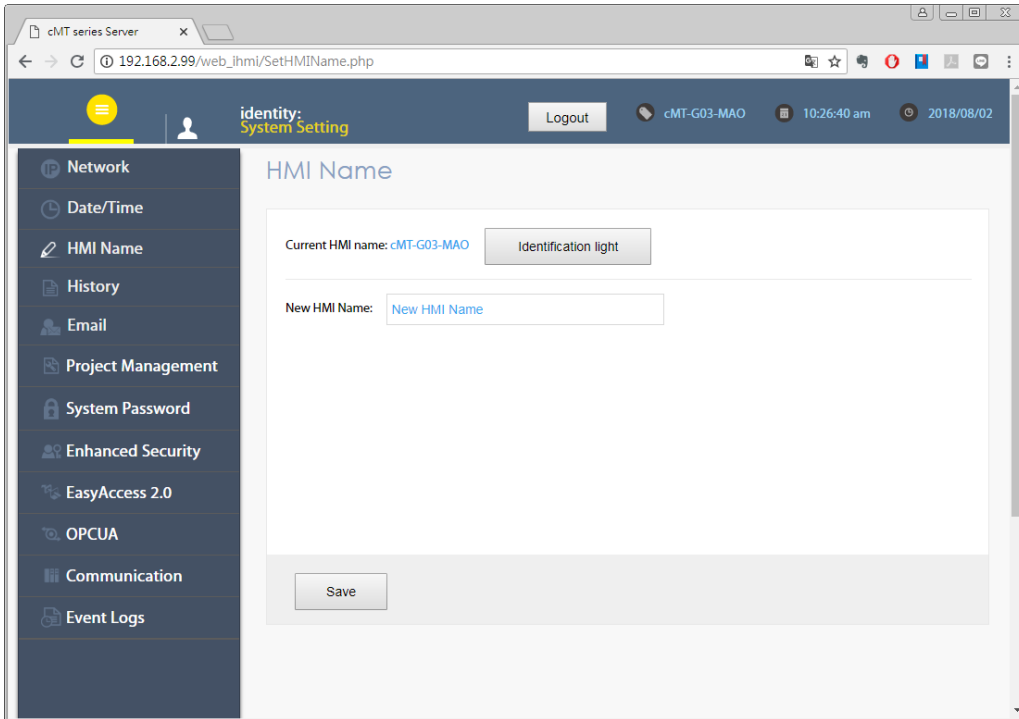 cMT series Server
192.168.2.99/web_ihmi/SetHMIName.php
identity:
System Setting
Logout
cMT-G03-MAO
10:26:40 am
2018/08/02
Network
Date/Time
HMI Name
History
Email
Project Management
System Password
Enhanced Security
EasyAccess 2.0
OPCUA
Communication
Event Logs
HMI Name
Current HMI name: cMT-G03-MAO
Identification light
New HMI Name:
New HMI Name
Save